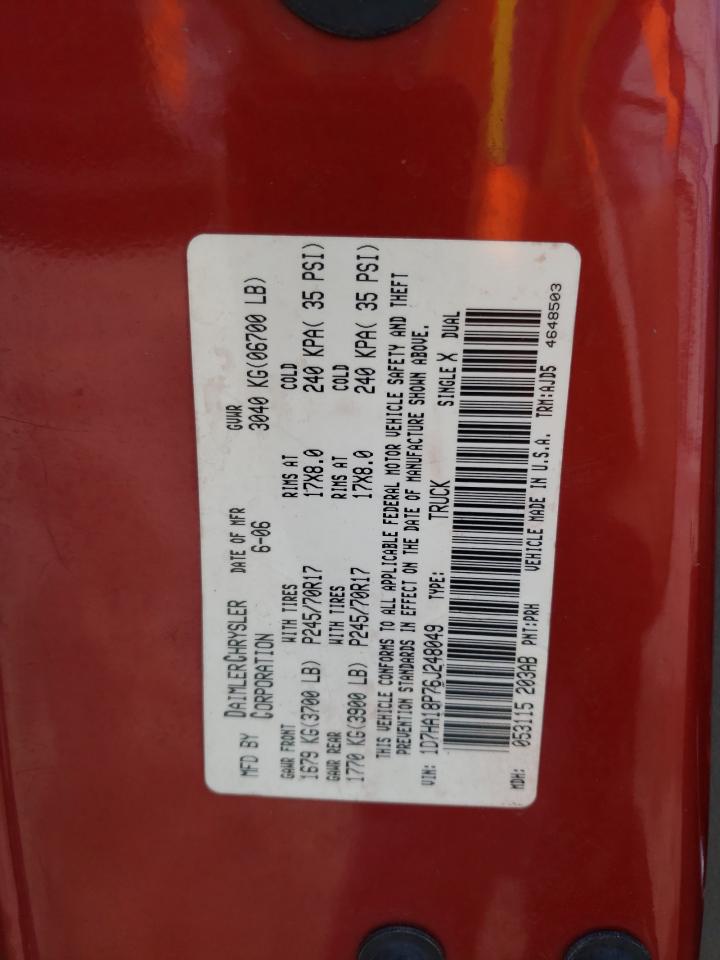 MFD BY DAIMLERCHRYSLER CORPORATION DATE OF MFR 6-06 GVWR 3040 KG(06700 LB)
GAWR FRONT WITH TIRES RIMS AT COLD
1679 KG(3700 LB) P245/70R17 17X8.0 240 KPA( 35 PSI)
GAWR REAR WITH TIRES RIMS AT COLD
1770 KG(3900 LB) P245/70R17 17X8.0 240 KPA( 35 PSI)
THIS VEHICLE CONFORMS TO ALL APPLICABLE FEDERAL MOTOR VEHICLE SAFETY AND THEFT
PREVENTION STANDARDS IN EFFECT ON THE DATE OF MANUFACTURE SHOWN ABOVE.
VIN: 1D7HA18P76J248049 TYPE: TRUCK SINGLE X DUAL
MDH: 053115 203AB PNT:PRH VEHICLE MADE IN U.S.A. TRM:AJD5 4648503